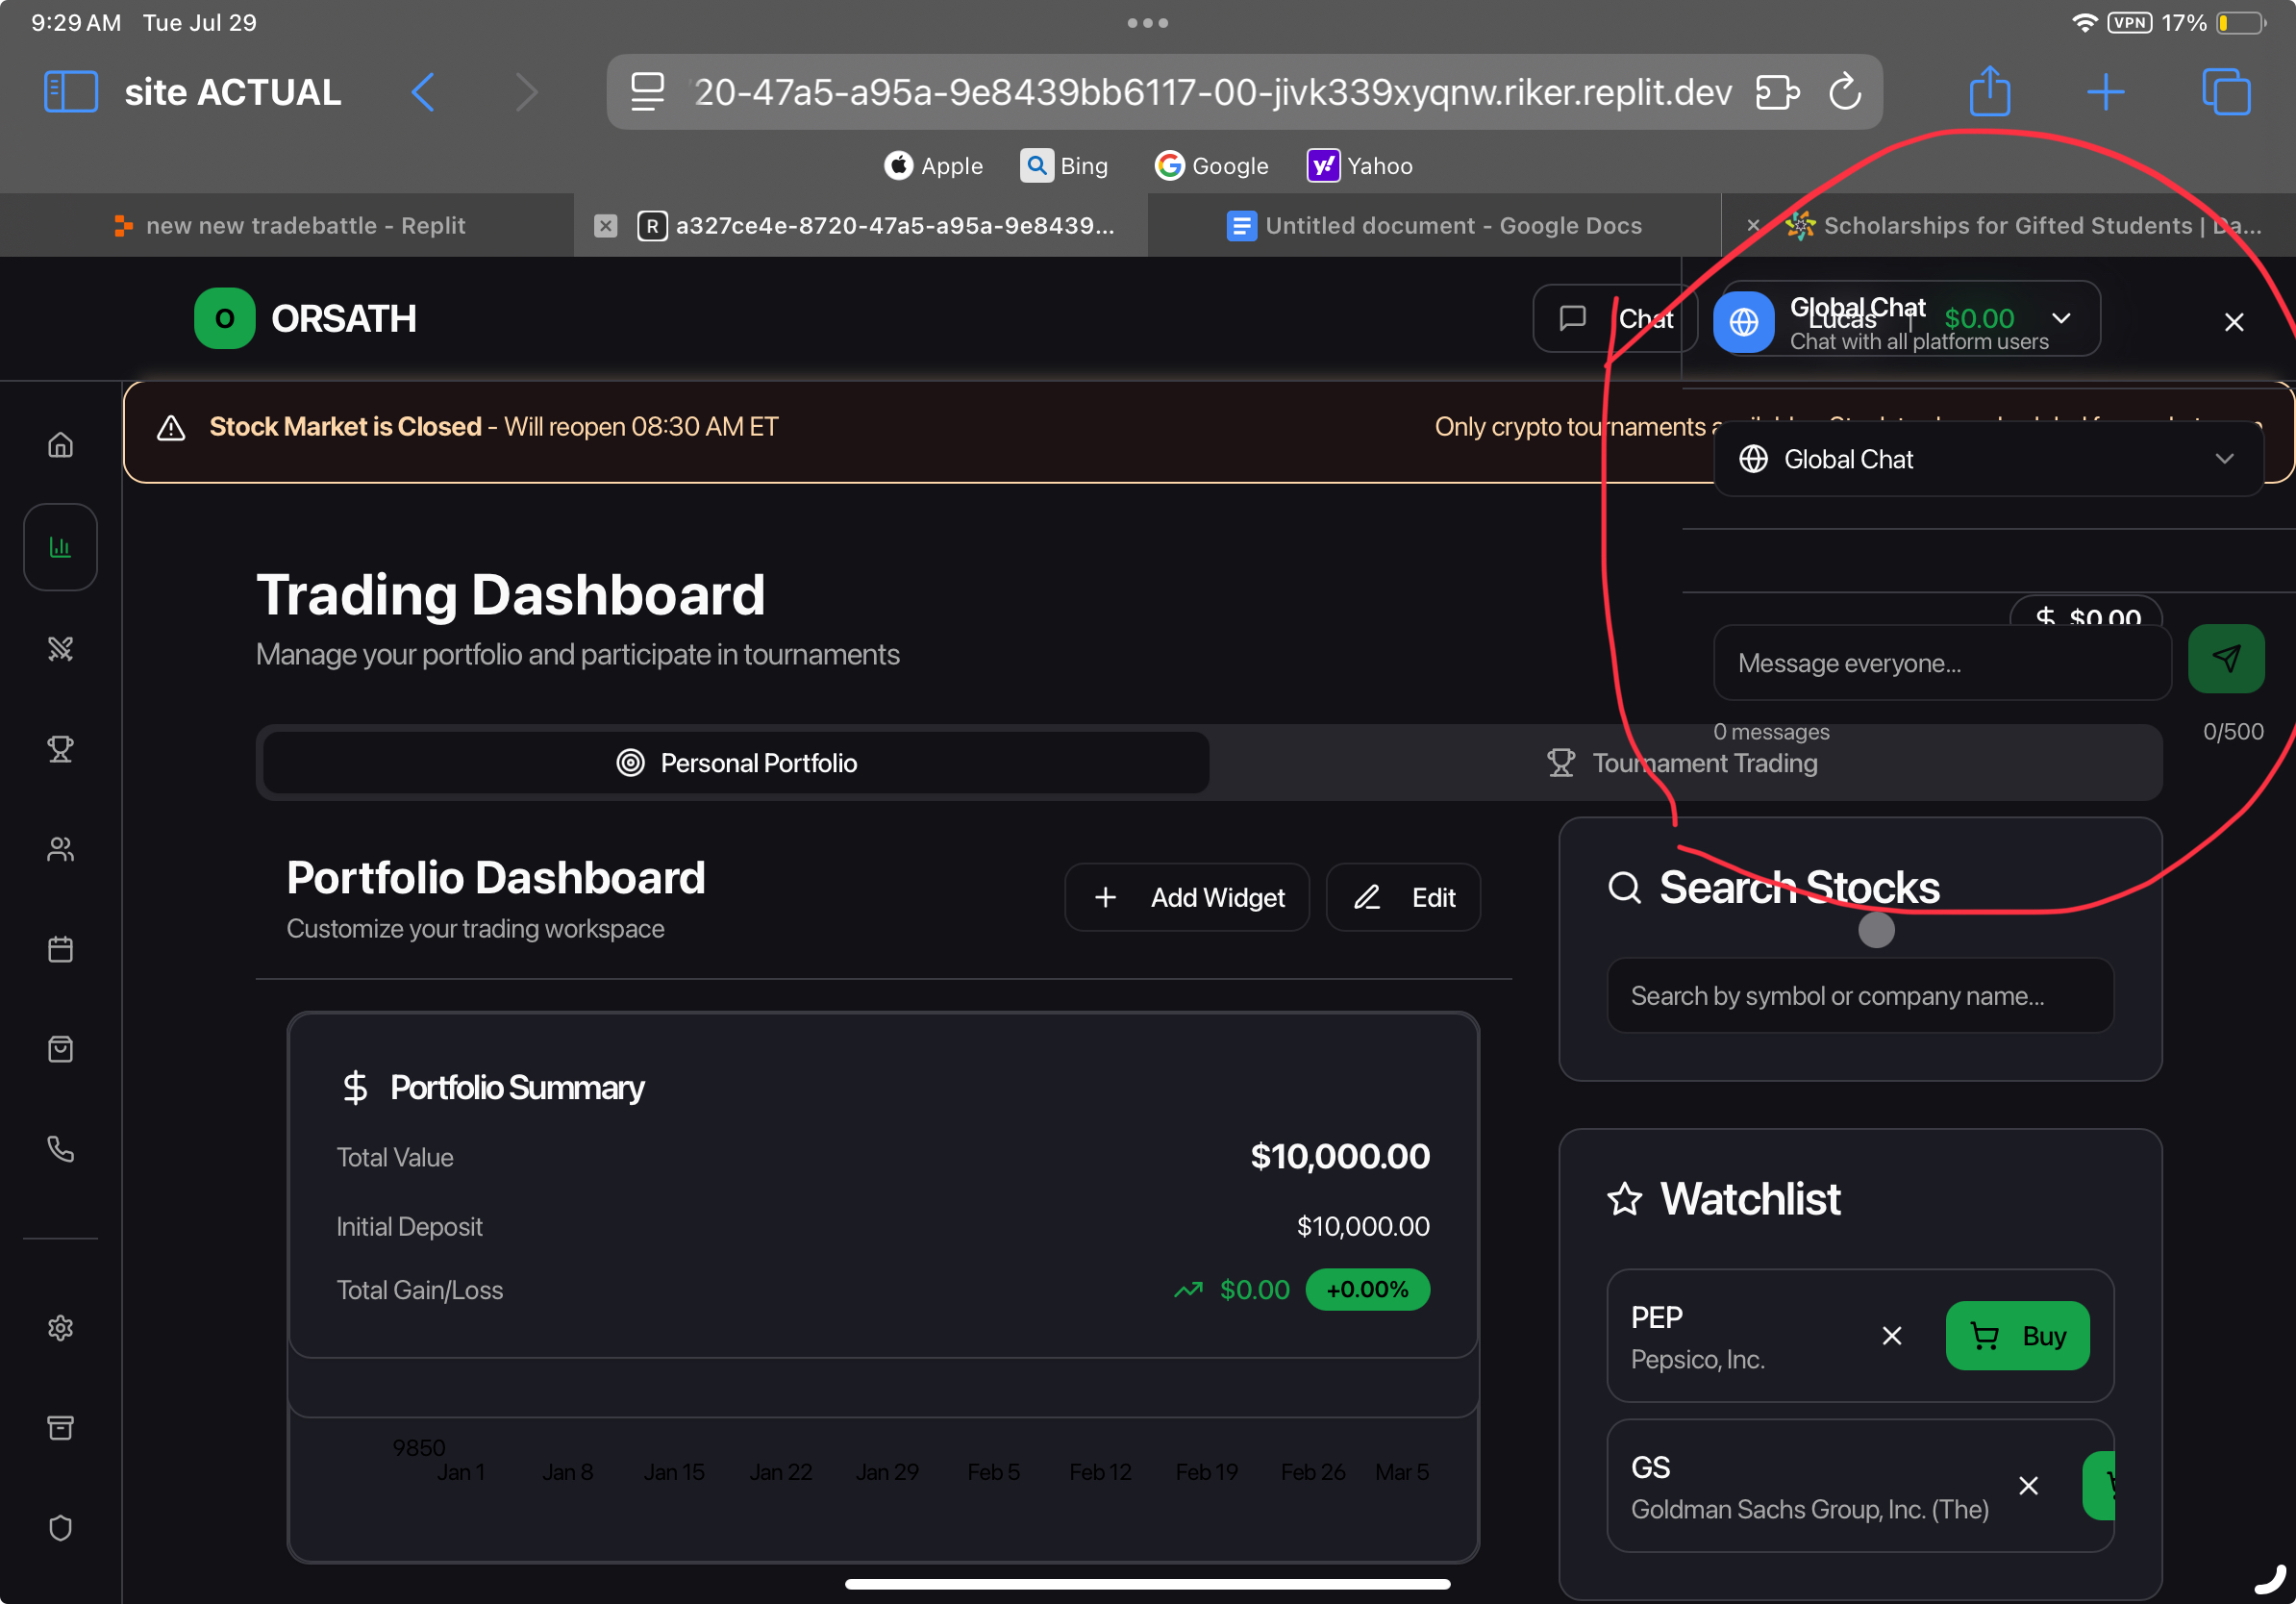 9:29 AM Tue Jul 29
VPN 17%
site ACTUAL
20-47a5-a95a-9e8439bb6117-00-jivk339xyqnw.riker.replit.dev
Apple Bing Google Yahoo
new new tradebattle - Replit
R a327ce4e-8720-47a5-a95a-9e8439...
Untitled document - Google Docs
Scholarships for Gifted Students | Da...
O ORSATH
Chat
Global Chat
Lucas | $0.00
Chat with all platform users
Stock Market is Closed - Will reopen 08:30 AM ET
Only crypto tournaments
Global Chat
Trading Dashboard
Manage your portfolio and participate in tournaments
$ $0.00
Message everyone...
0 messages 0/500
Personal Portfolio
Tournament Trading
Portfolio Dashboard
Customize your trading workspace
Add Widget
Edit
Search Stocks
Search by symbol or company name...
Portfolio Summary
Total Value $10,000.00
Initial Deposit $10,000.00
Total Gain/Loss $0.00 +0.00%
9850
Jan 1 Jan 8 Jan 15 Jan 22 Jan 29 Feb 5 Feb 12 Feb 19 Feb 26 Mar 5
Watchlist
PEP
Pepsico, Inc.
Buy
GS
Goldman Sachs Group, Inc. (The)